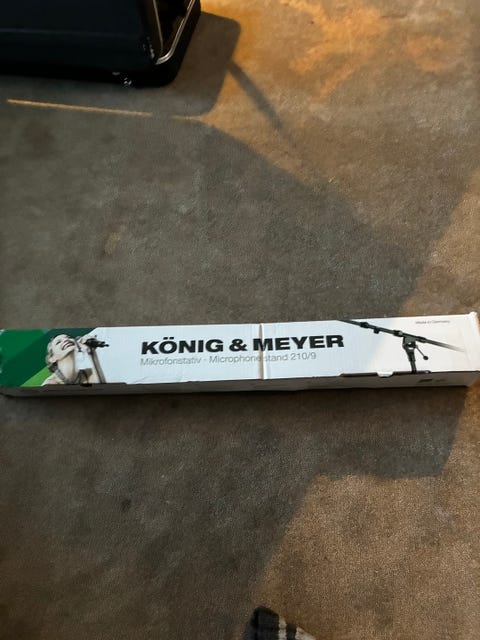 Made in Germany
KÖNIG & MEYER
Mikrofonstativ - Microphone stand 210/9